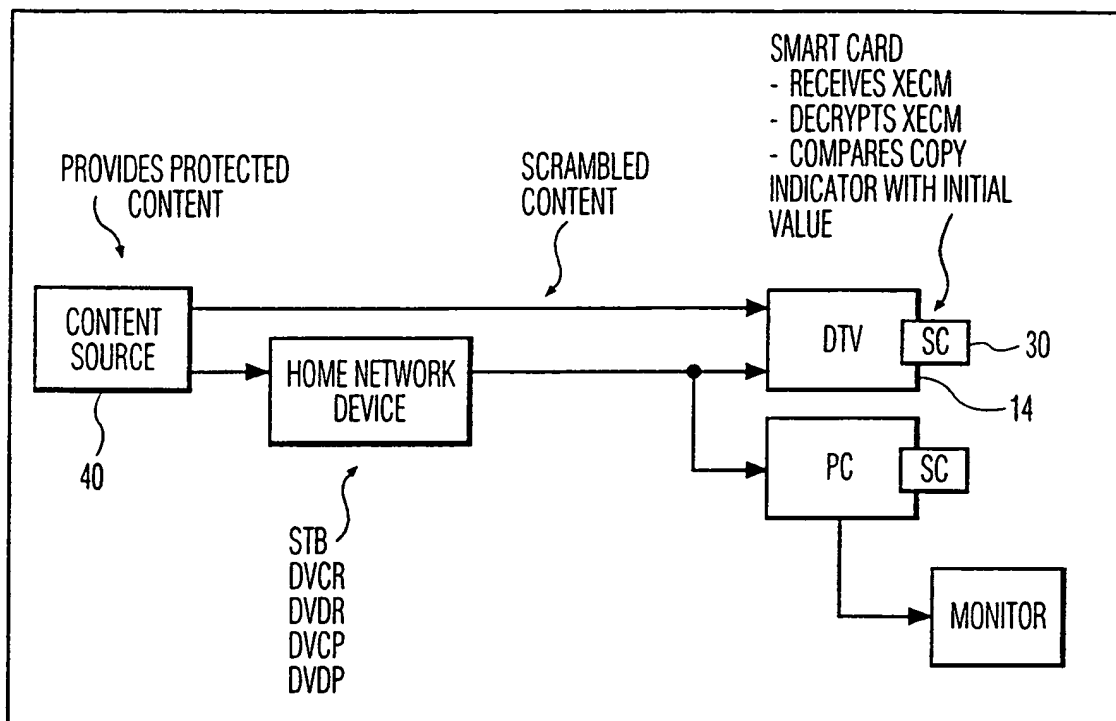 SMART CARD
- RECEIVES XECM
- DECRYPTS XECM
- COMPARES COPY
INDICATOR WITH INITIAL
VALUE
PROVIDES PROTECTED
CONTENT
SCRAMBLED
CONTENT
CONTENT
SOURCE
40
HOME NETWORK
DEVICE
STB
DVCR
DVDR
DVCP
DVDP
DTV
SC
30
14
PC
SC
MONITOR